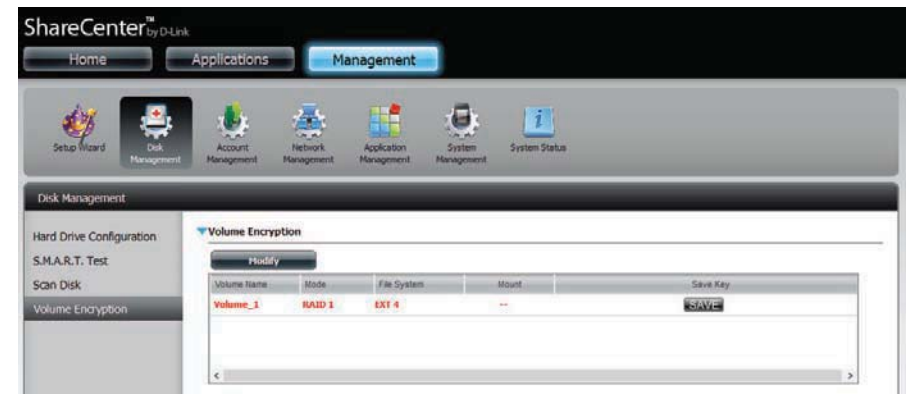 ShareCenter™ by D-Link
Home Applications Management
Setup Wizard Disk Management Account Management Network Management Application Management System Management System Status
Disk Management
Hard Drive Configuration
S.M.A.R.T. Test
Scan Disk
Volume Encryption
Volume Encryption
Modify
Volume Name Mode File System Mount Save Key
Volume_1 RAID 1 EXT 4 -- SAVE